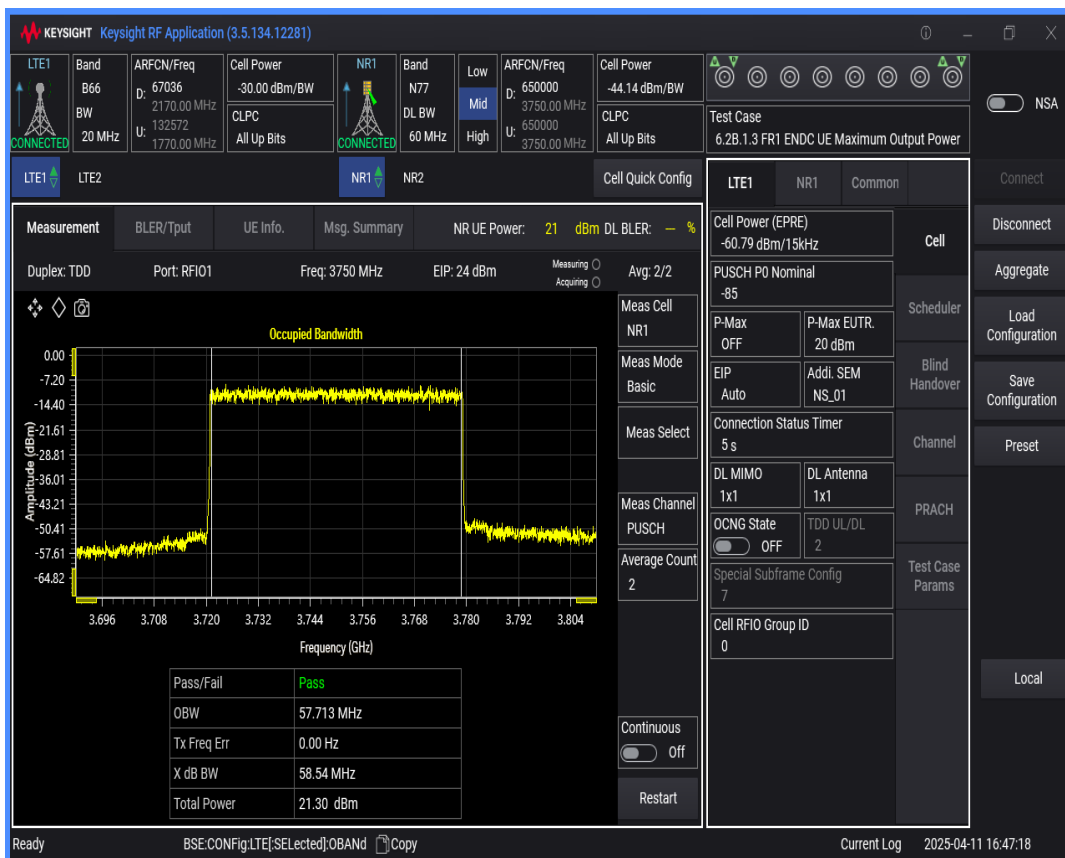 KEYSIGHT Keysight RF Application (3.5.134.12281)
LTE1
CONNECTED
Band
B66
BW
20 MHz
ARFCN/Freq
D: 67036
2170.00 MHz
U: 132572
1770.00 MHz
Cell Power
-30.00 dBm/BW
CLPC
All Up Bits
NR1
CONNECTED
Band
N77
DL BW
60 MHz
Low
Mid
High
ARFCN/Freq
D: 650000
3750.00 MHz
U: 650000
3750.00 MHz
Cell Power
-44.14 dBm/BW
CLPC
All Up Bits
Test Case
6.2B.1.3 FR1 ENDC UE Maximum Output Power
NSA
LTE1 LTE2 NR1 NR2 Cell Quick Config
Measurement BLER/Tput UE Info. Msg. Summary NR UE Power: 21 dBm DL BLER: — %
Duplex: TDD Port: RFIO1 Freq: 3750 MHz EIP: 24 dBm Measuring Acquiring Avg: 2/2
Occupied Bandwidth
Amplitude (dBm)
0.00
-7.20
-14.40
-21.61
-28.81
-36.01
-43.21
-50.41
-57.61
-64.82
3.696 3.708 3.720 3.732 3.744 3.756 3.768 3.780 3.792 3.804
Frequency (GHz)
Pass/Fail Pass
OBW 57.713 MHz
Tx Freq Err 0.00 Hz
X dB BW 58.54 MHz
Total Power 21.30 dBm
Meas Cell
NR1
Meas Mode
Basic
Meas Select
Meas Channel
PUSCH
Average Count
2
Continuous
Off
Restart
LTE1 NR1 Common
Cell Power (EPRE)
-60.79 dBm/15kHz
PUSCH P0 Nominal
-85
P-Max
OFF
P-Max EUTR.
20 dBm
EIP
Auto
Addi. SEM
NS_01
Connection Status Timer
5 s
DL MIMO
1x1
DL Antenna
1x1
OCNG State
OFF
TDD UL/DL
2
Special Subframe Config
7
Cell RFIO Group ID
0
Cell
Scheduler
Blind
Handover
Channel
PRACH
Test Case
Params
Connect
Disconnect
Aggregate
Load
Configuration
Save
Configuration
Preset
Local
Ready BSE:CONFig:LTE[:SELected]:OBANd Copy Current Log 2025-04-11 16:47:18